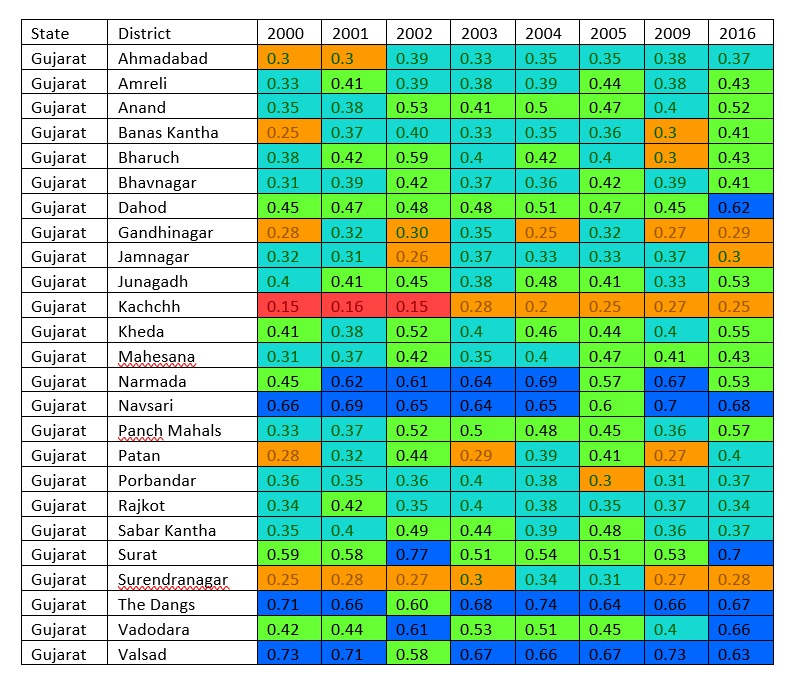 State District 2000 2001 2002 2003 2004 2005 2009 2016
Gujarat Ahmadabad 0.3 0.3 0.39 0.33 0.35 0.35 0.38 0.37
Gujarat Amreli 0.33 0.41 0.39 0.38 0.39 0.44 0.38 0.43
Gujarat Anand 0.35 0.38 0.53 0.41 0.5 0.47 0.4 0.52
Gujarat Banas Kantha 0.25 0.37 0.40 0.33 0.35 0.36 0.3 0.41
Gujarat Bharuch 0.38 0.42 0.59 0.4 0.42 0.4 0.3 0.43
Gujarat Bhavnagar 0.31 0.39 0.42 0.37 0.36 0.42 0.39 0.41
Gujarat Dahod 0.45 0.47 0.48 0.48 0.51 0.47 0.45 0.62
Gujarat Gandhinagar 0.28 0.32 0.30 0.35 0.25 0.32 0.27 0.29
Gujarat Jamnagar 0.32 0.31 0.26 0.37 0.33 0.33 0.37 0.3
Gujarat Junagadh 0.4 0.41 0.45 0.38 0.48 0.41 0.33 0.53
Gujarat Kachchh 0.15 0.16 0.15 0.28 0.2 0.25 0.27 0.25
Gujarat Kheda 0.41 0.38 0.52 0.4 0.46 0.44 0.4 0.55
Gujarat Mahesana 0.31 0.37 0.42 0.35 0.4 0.47 0.41 0.43
Gujarat Narmada 0.45 0.62 0.61 0.64 0.69 0.57 0.67 0.53
Gujarat Navsari 0.66 0.69 0.65 0.64 0.65 0.6 0.7 0.68
Gujarat Panch Mahals 0.33 0.37 0.52 0.5 0.48 0.45 0.36 0.57
Gujarat Patan 0.28 0.32 0.44 0.29 0.39 0.41 0.27 0.4
Gujarat Porbandar 0.36 0.35 0.36 0.4 0.38 0.3 0.31 0.37
Gujarat Rajkot 0.34 0.42 0.35 0.4 0.38 0.35 0.37 0.34
Gujarat Sabar Kantha 0.35 0.4 0.49 0.44 0.39 0.48 0.36 0.37
Gujarat Surat 0.59 0.58 0.77 0.51 0.54 0.51 0.53 0.7
Gujarat Surendranagar 0.25 0.28 0.27 0.3 0.34 0.31 0.27 0.28
Gujarat The Dangs 0.71 0.66 0.60 0.68 0.74 0.64 0.66 0.67
Gujarat Vadodara 0.42 0.44 0.61 0.53 0.51 0.45 0.4 0.66
Gujarat Valsad 0.73 0.71 0.58 0.67 0.66 0.67 0.73 0.63